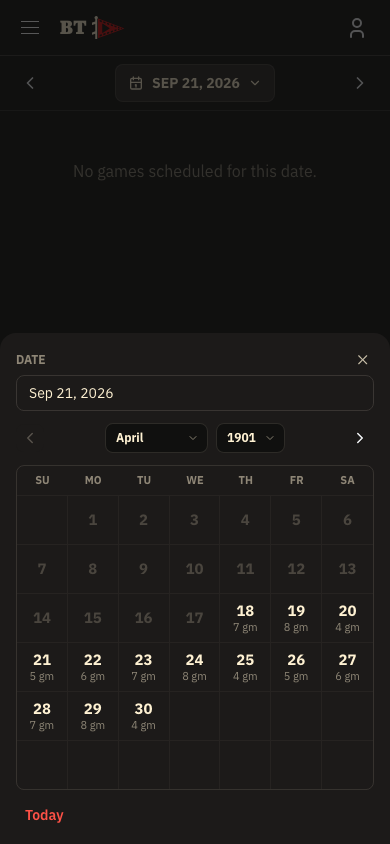 BT
SEP 21, 2026
No games scheduled for this date.
DATE
Sep 21, 2026
April 1901
SU MO TU WE TH FR SA
1 2 3 4 5 6
7 8 9 10 11 12 13
14 15 16 17 18 19 20
7 gm 8 gm 4 gm
21 22 23 24 25 26 27
5 gm 6 gm 7 gm 8 gm 4 gm 5 gm 6 gm
28 29 30
7 gm 8 gm 4 gm
Today